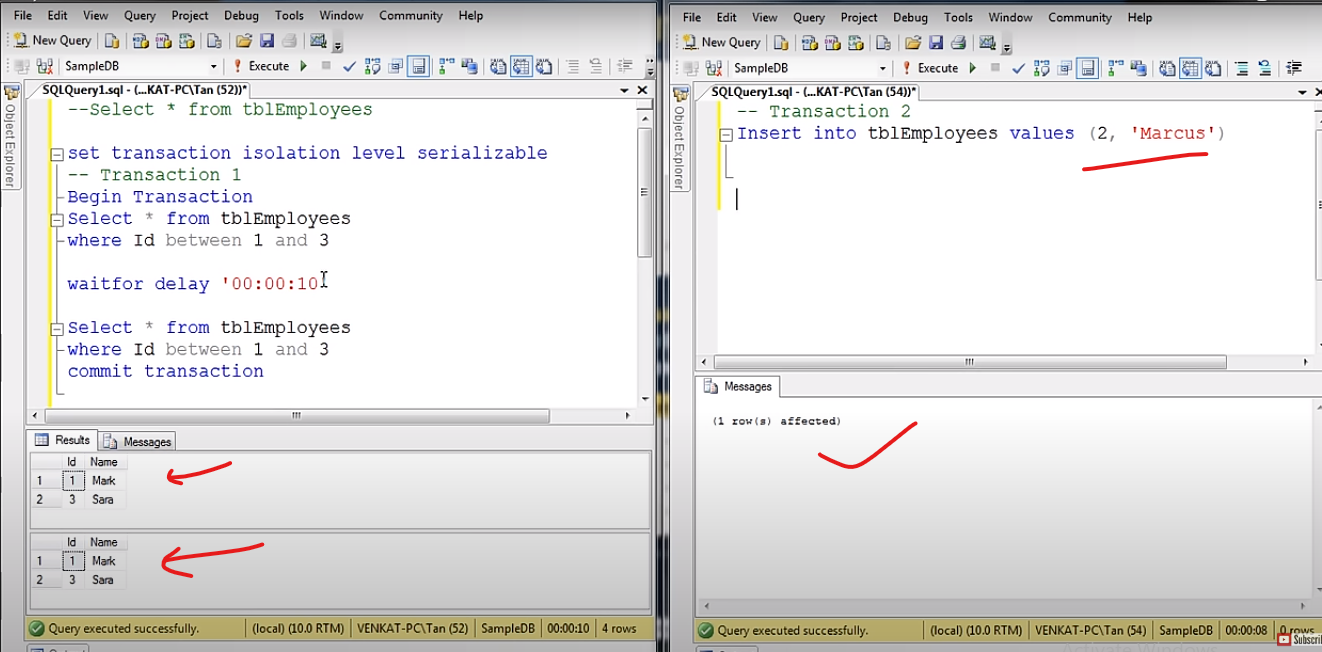 File Edit View Query Project Debug Tools Window Community Help
New Query
SampleDB Execute
SQLQuery1.sql - (...KAT-PC\Tan (52))*
Object Explorer
--Select * from tblEmployees
set transaction isolation level serializable
-- Transaction 1
Begin Transaction
Select * from tblEmployees
where Id between 1 and 3
waitfor delay '00:00:10
Select * from tblEmployees
where Id between 1 and 3
commit transaction
Results Messages
Id Name
1 1 Mark
2 3 Sara
Id Name
1 1 Mark
2 3 Sara
Query executed successfully. (local) (10.0 RTM) VENKAT-PC\Tan (52) SampleDB 00:00:10 4 rows
File Edit View Query Project Debug Tools Window Community Help
New Query
SampleDB Execute
SQLQuery1.sql - (...KAT-PC\Tan (54))*
Object Explorer
-- Transaction 2
Insert into tblEmployees values (2, 'Marcus')
Messages
(1 row(s) affected)
Query executed successfully. (local) (10.0 RTM) VENKAT-PC\Tan (54) SampleDB 00:00:08 0 rows
Subscri
Activate Windows